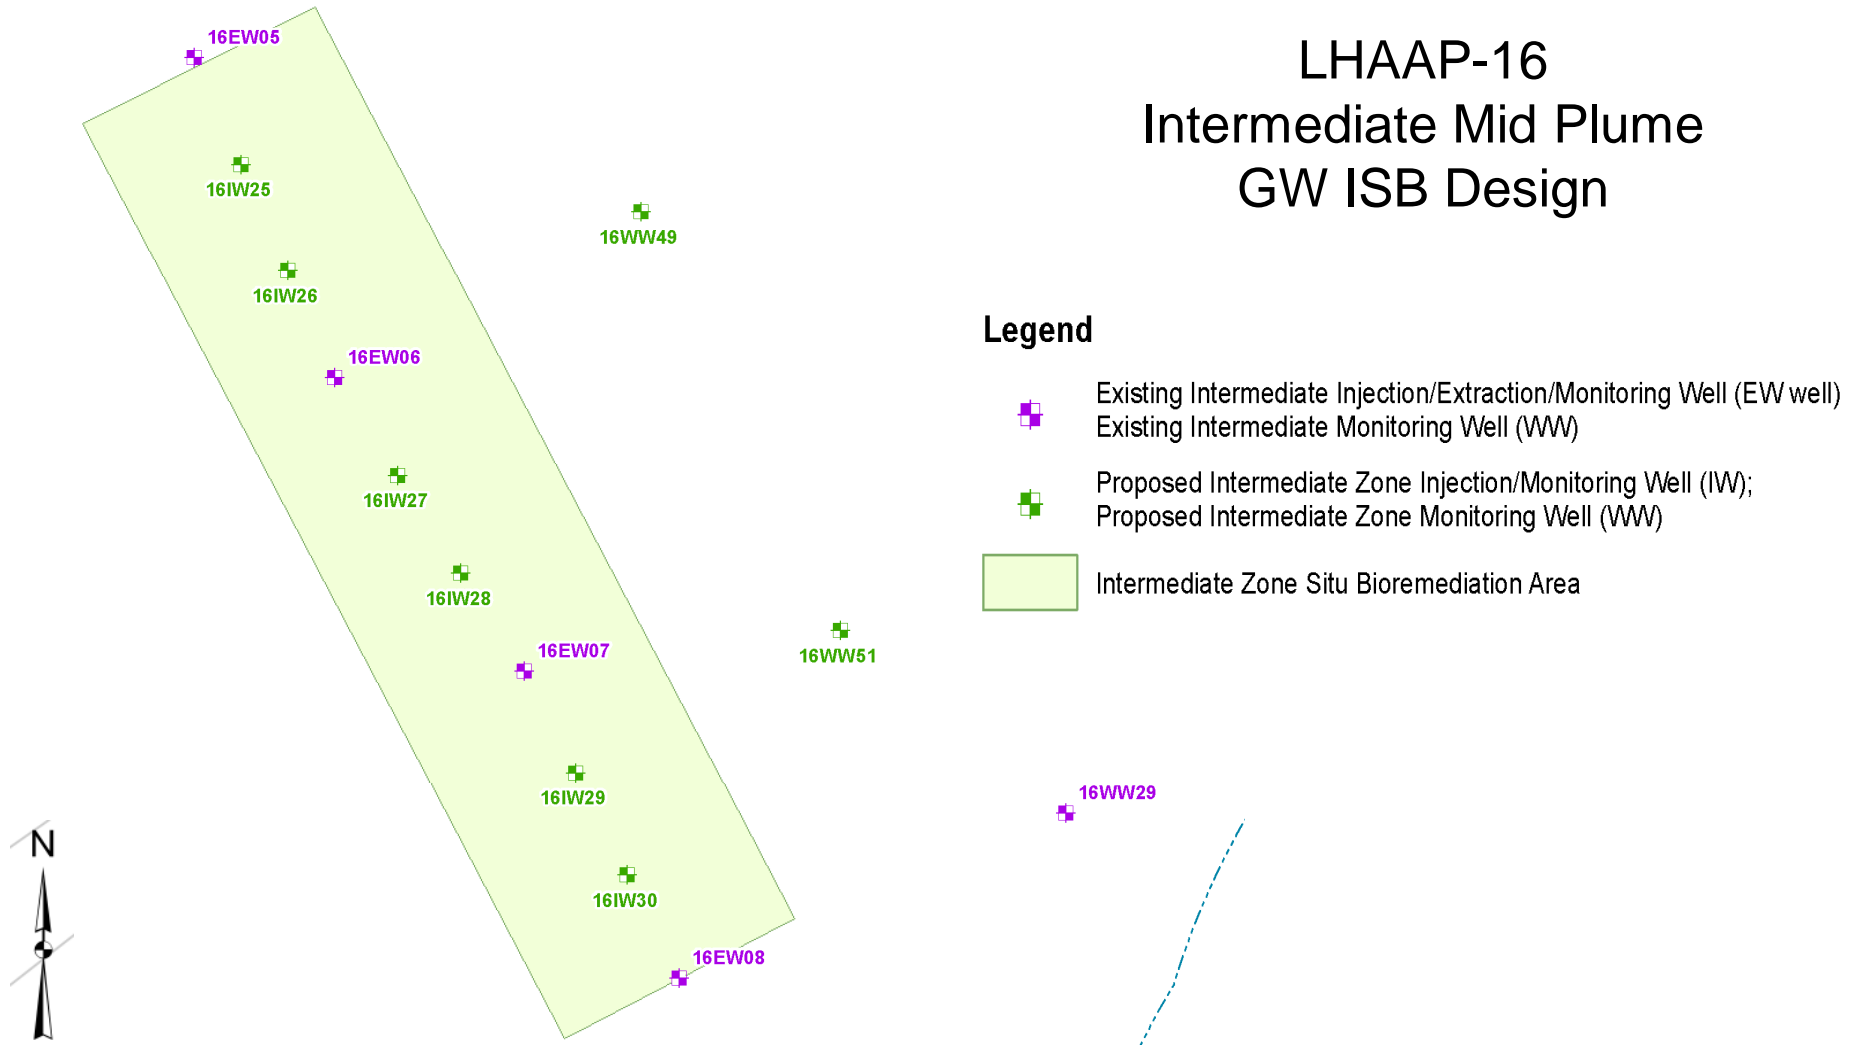 LHAAP-16
Intermediate Mid Plume
GW ISB Design
16EW05
16IW25
16WW49
16IW26
16EW06
16IW27
16IW28
16EW07
16WW51
16IW29
16WW29
16IW30
16EW08
N
Legend
Existing Intermediate Injection/Extraction/Monitoring Well (EW well)
Existing Intermediate Monitoring Well (WW)
Proposed Intermediate Zone Injection/Monitoring Well (IW);
Proposed Intermediate Zone Monitoring Well (WW)
Intermediate Zone Situ Bioremediation Area